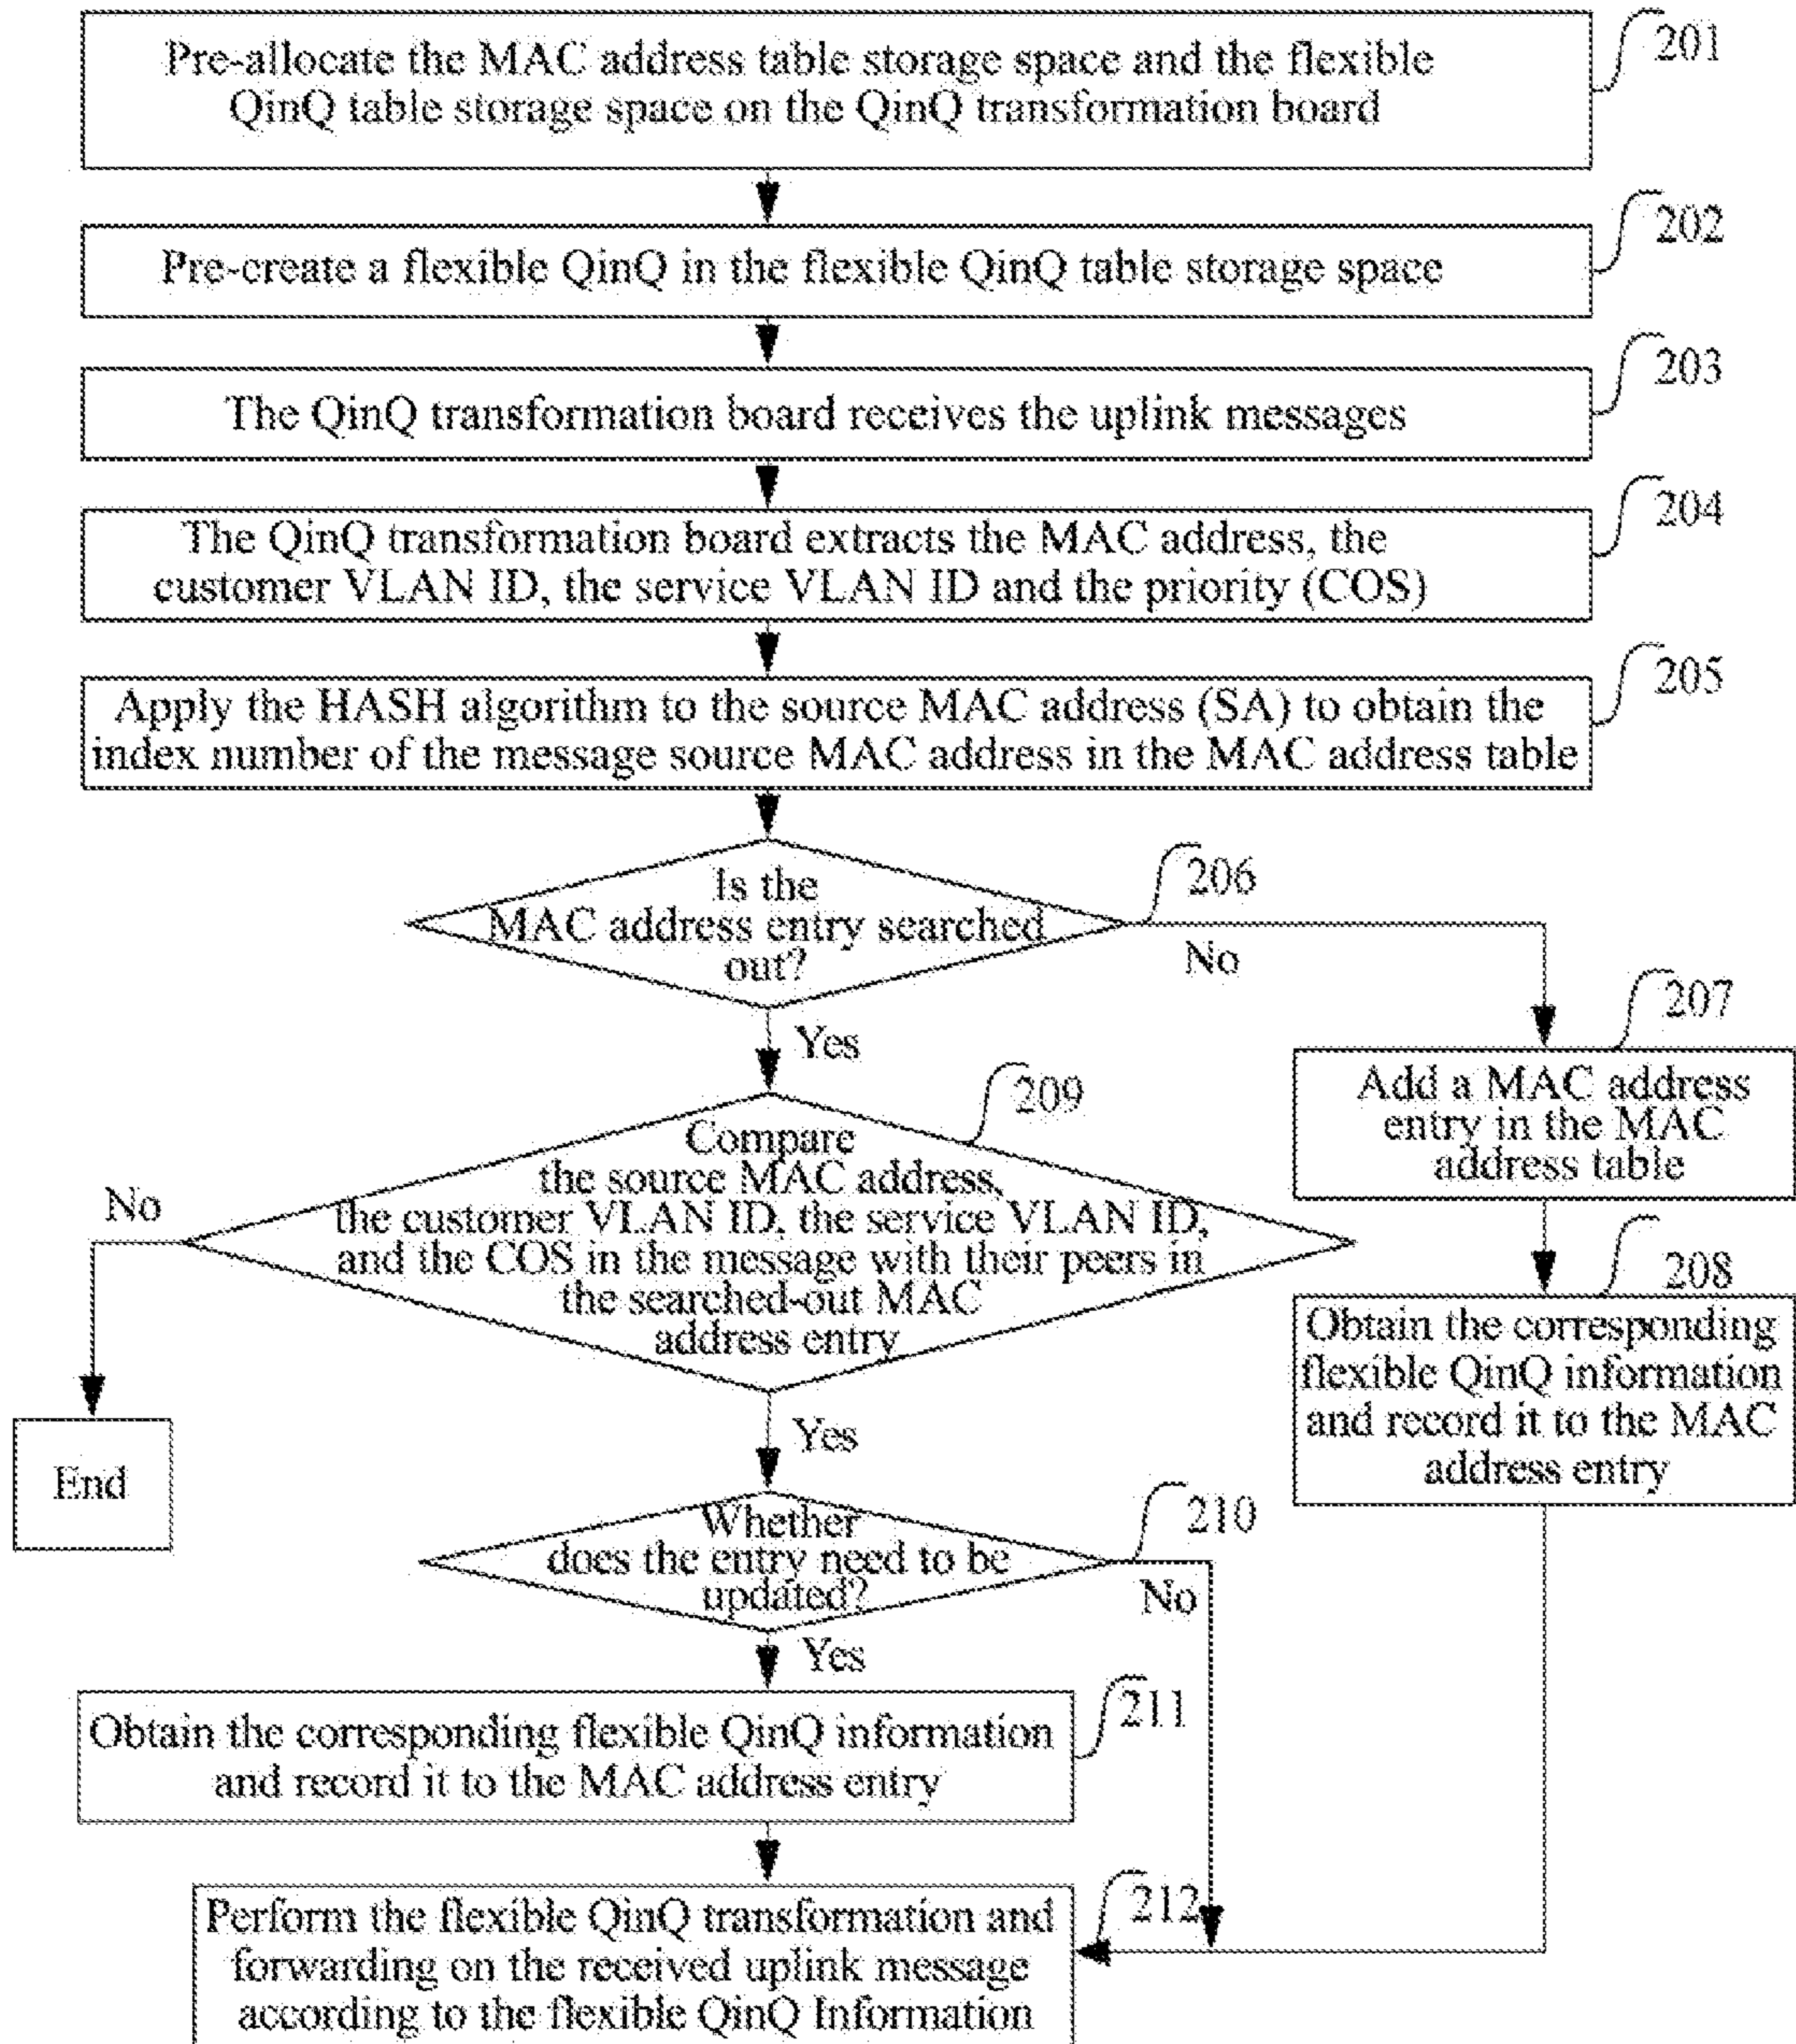 Pre-allocate the MAC address table storage space and the flexible
QinQ table storage space on the QinQ transformation board
201
Pre-create a flexible QinQ in the flexible QinQ table storage space
202
The QinQ transformation board receives the uplink messages
203
The QinQ transformation board extracts the MAC address, the
customer VLAN ID, the service VLAN ID and the priority (COS)
204
Apply the HASH algorithm to the source MAC address (SA) to obtain the
index number of the message source MAC address in the MAC address table
205
Is the
MAC address entry searched
out?
206
No
Yes
207
Add a MAC address
entry in the MAC
address table
209
Compare
the source MAC address,
the customer VLAN ID, the service VLAN ID,
and the COS in the message with their peers in
the searched-out MAC
address entry
No
Yes
End
208
Obtain the corresponding
flexible QinQ information
and record it to the MAC
address entry
Whether
does the entry need to be
updated?
210
No
Yes
Obtain the corresponding flexible QinQ information
and record it to the MAC address entry
211
Perform the flexible QinQ transformation and
forwarding on the received uplink message
according to the flexible QinQ Information
212